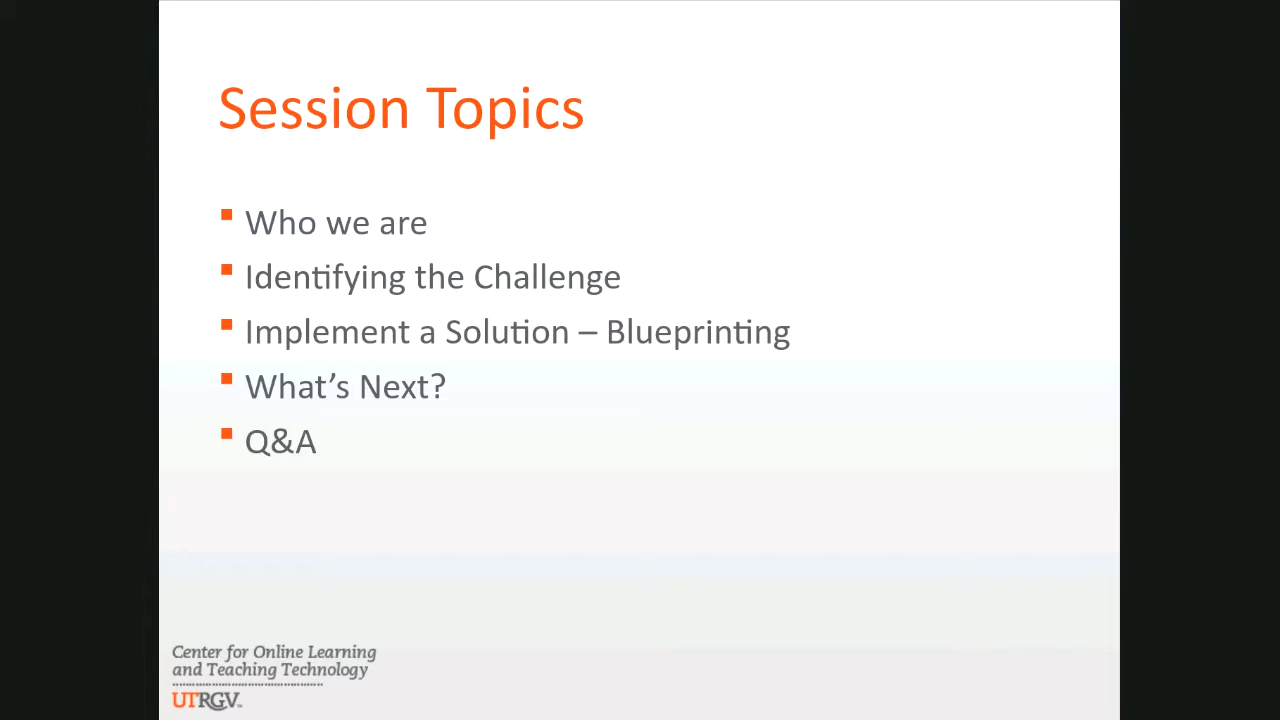 Session Topics
Who we are
Identifying the Challenge
Implement a Solution – Blueprinting
What's Next?
Q&A
Center for Online Learning
and Teaching Technology
UTRGV™